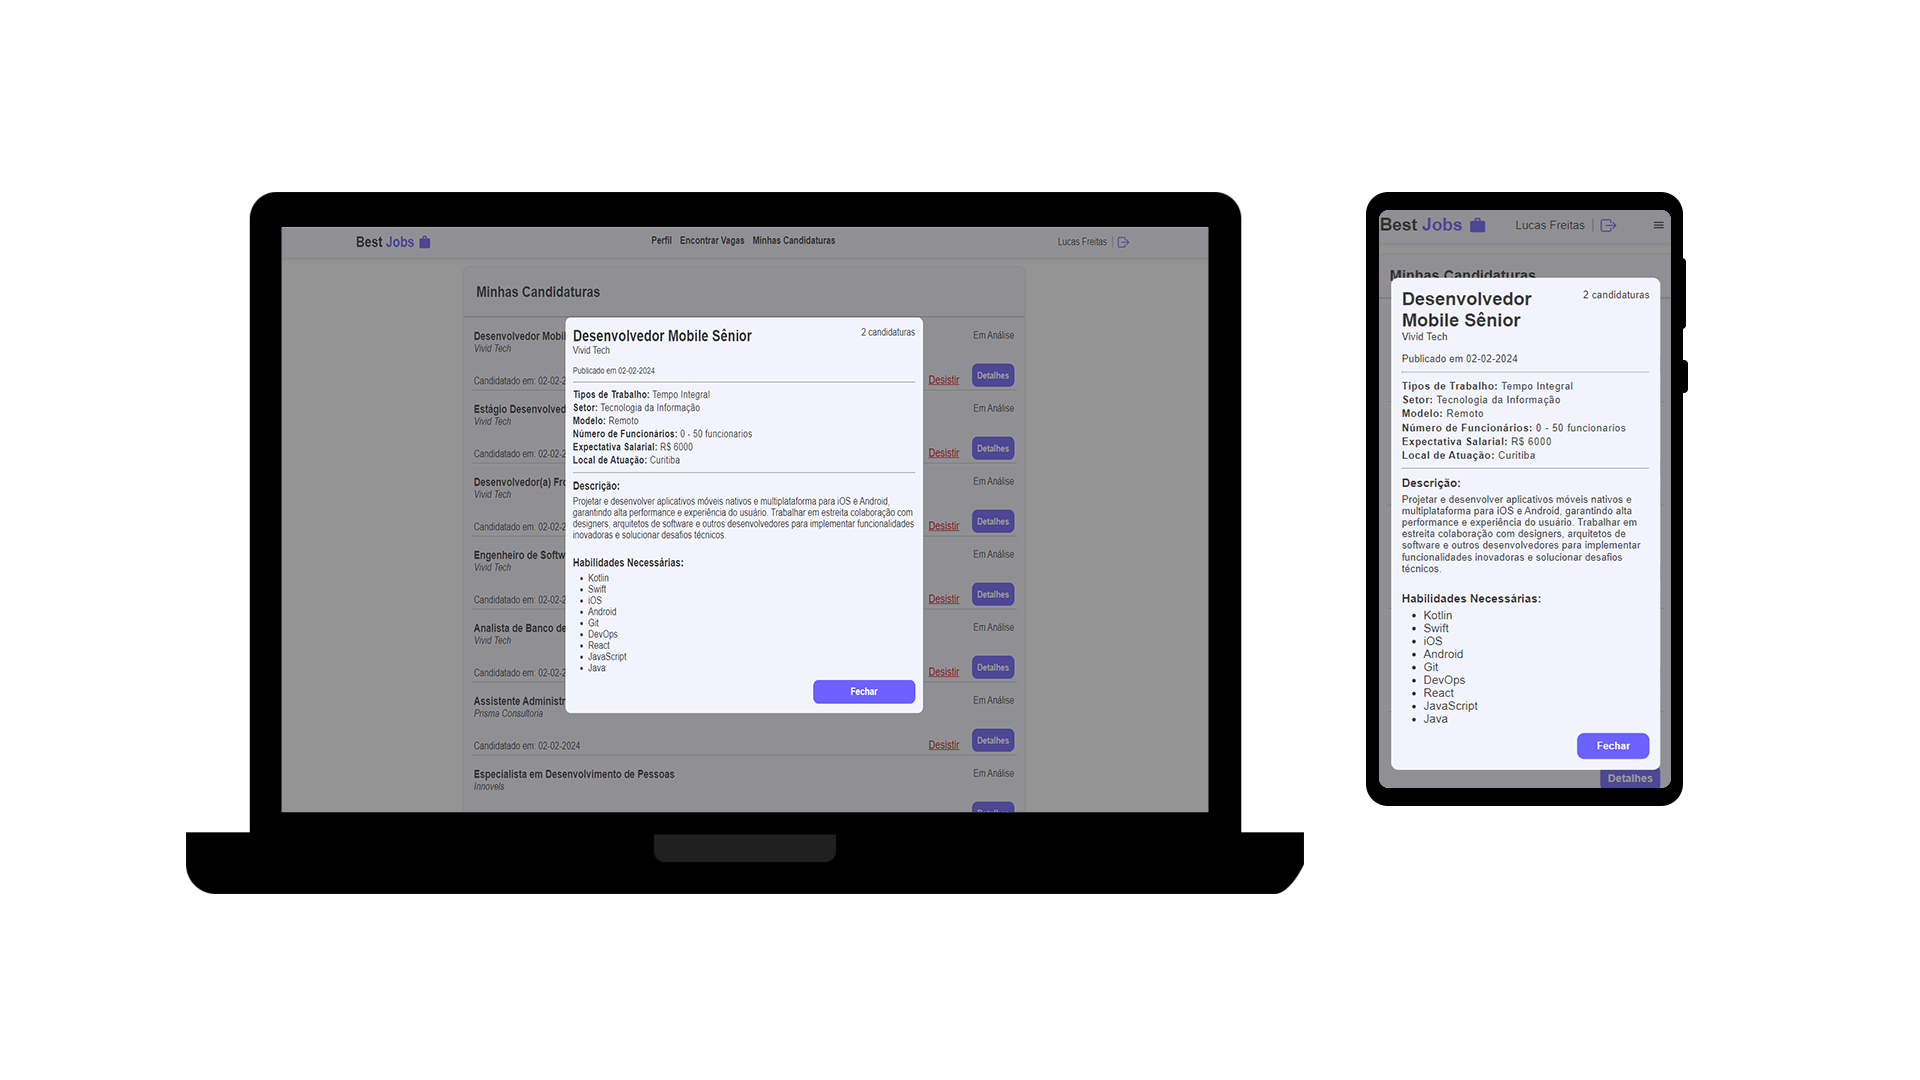 Best Jobs
Perfil Encontrar Vagas Minhas Candidaturas
Lucas Freitas |
Minhas Candidaturas
Desenvolvedor Mobil
Vivid Tech
Em Análise
Candidatado em: 02-02-2
Desistir
Detalhes
Estágio Desenvolved
Vivid Tech
Em Análise
Candidatado em: 02-02-2
Desistir
Detalhes
Desenvolvedor(a) Fro
Vivid Tech
Em Análise
Candidatado em: 02-02-2
Desistir
Detalhes
Engenheiro de Softw
Vivid Tech
Em Análise
Candidatado em: 02-02-2
Desistir
Detalhes
Analista de Banco de
Vivid Tech
Em Análise
Candidatado em: 02-02-2
Desistir
Detalhes
Assistente Administr
Prisma Consultoria
Em Análise
Candidatado em: 02-02-2024
Desistir
Detalhes
Especialista em Desenvolvimento de Pessoas
Innovels
Em Análise
Desenvolvedor Mobile Sênior
2 candidaturas
Vivid Tech
Publicado em 02-02-2024
Tipos de Trabalho: Tempo Integral
Setor: Tecnologia da Informação
Modelo: Remoto
Número de Funcionários: 0 - 50 funcionarios
Expectativa Salarial: R$ 6000
Local de Atuação: Curitiba
Descrição:
Projetar e desenvolver aplicativos móveis nativos e multiplataforma para iOS e Android,
garantindo alta performance e experiência do usuário. Trabalhar em estreita colaboração com
designers, arquitetos de software e outros desenvolvedores para implementar funcionalidades
inovadoras e solucionar desafios técnicos.
Habilidades Necessárias:
• Kotlin
• Swift
• iOS
• Android
• Git
• DevOps
• React
• JavaScript
• Java
Fechar
Best Jobs
Lucas Freitas |
Minhas Candidaturas
Desenvolvedor
Mobile Sênior
2 candidaturas
Vivid Tech
Publicado em 02-02-2024
Tipos de Trabalho: Tempo Integral
Setor: Tecnologia da Informação
Modelo: Remoto
Número de Funcionários: 0 - 50 funcionarios
Expectativa Salarial: R$ 6000
Local de Atuação: Curitiba
Descrição:
Projetar e desenvolver aplicativos móveis nativos e
multiplataforma para iOS e Android, garantindo alta
performance e experiência do usuário. Trabalhar em
estreita colaboração com designers, arquitetos de
software e outros desenvolvedores para implementar
funcionalidades inovadoras e solucionar desafios
técnicos.
Habilidades Necessárias:
• Kotlin
• Swift
• iOS
• Android
• Git
• DevOps
• React
• JavaScript
• Java
Fechar
Detalhes